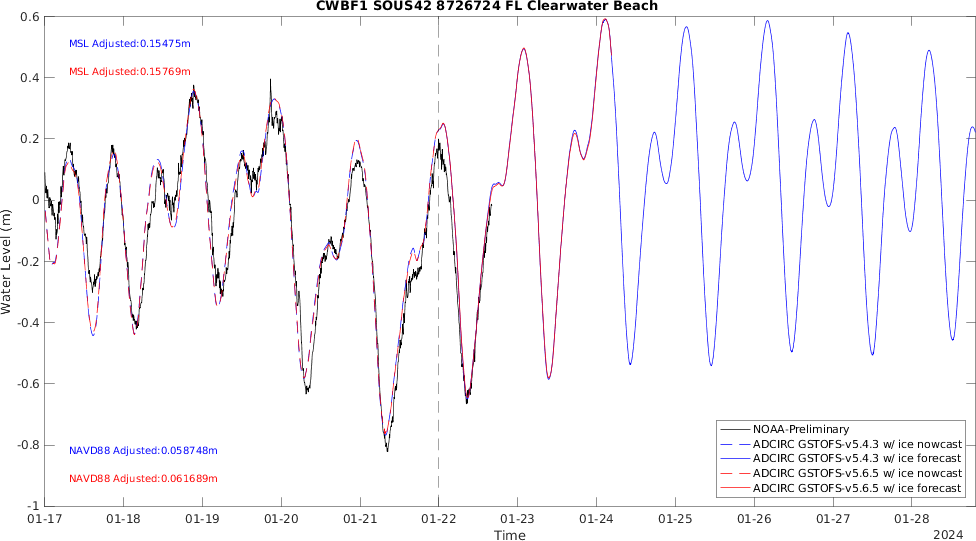 CWBF1 SOUS42 8726724 FL Clearwater Beach
0.6
MSL Adjusted:0.15475m
MSL Adjusted:0.15769m
0.4
0.2
0
-0.2
-0.4
-0.6
-0.8
-1
Water Level (m)
NAVD88 Adjusted:0.058748m
NAVD88 Adjusted:0.061689m
NOAA-Preliminary
ADCIRC GSTOFS-v5.4.3 w/ ice nowcast
ADCIRC GSTOFS-v5.4.3 w/ ice forecast
ADCIRC GSTOFS-v5.6.5 w/ ice nowcast
ADCIRC GSTOFS-v5.6.5 w/ ice forecast
01-17 01-18 01-19 01-20 01-21 01-22 01-23 01-24 01-25 01-26 01-27 01-28
Time
2024